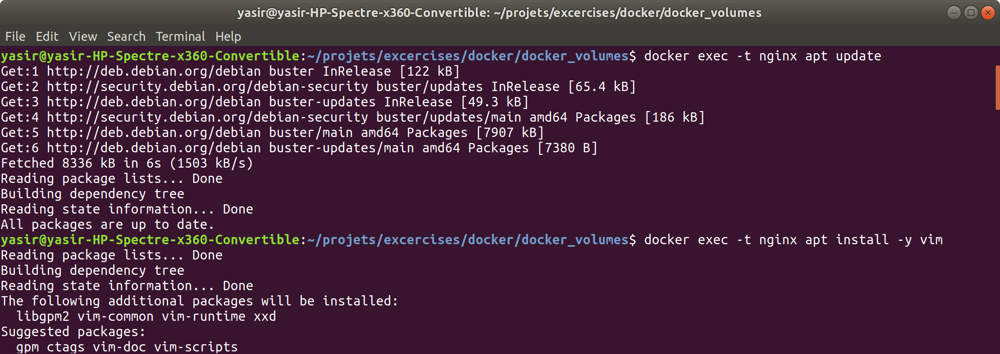 yasir@yasir-HP-Spectre-x360-Convertible: ~/projets/excercises/docker/docker_volumes
File Edit View Search Terminal Help
yasir@yasir-HP-Spectre-x360-Convertible:~/projets/excercises/docker/docker_volumes$ docker exec -t nginx apt update
Get:1 http://deb.debian.org/debian buster InRelease [122 kB]
Get:2 http://security.debian.org/debian-security buster/updates InRelease [65.4 kB]
Get:3 http://deb.debian.org/debian buster-updates InRelease [49.3 kB]
Get:4 http://security.debian.org/debian-security buster/updates/main amd64 Packages [186 kB]
Get:5 http://deb.debian.org/debian buster/main amd64 Packages [7907 kB]
Get:6 http://deb.debian.org/debian buster-updates/main amd64 Packages [7380 B]
Fetched 8336 kB in 6s (1503 kB/s)
Reading package lists... Done
Building dependency tree
Reading state information... Done
All packages are up to date.
yasir@yasir-HP-Spectre-x360-Convertible:~/projets/excercises/docker/docker_volumes$ docker exec -t nginx apt install -y vim
Reading package lists... Done
Building dependency tree
Reading state information... Done
The following additional packages will be installed:
  libgpm2 vim-common vim-runtime xxd
Suggested packages:
  gpm ctags vim-doc vim-scripts